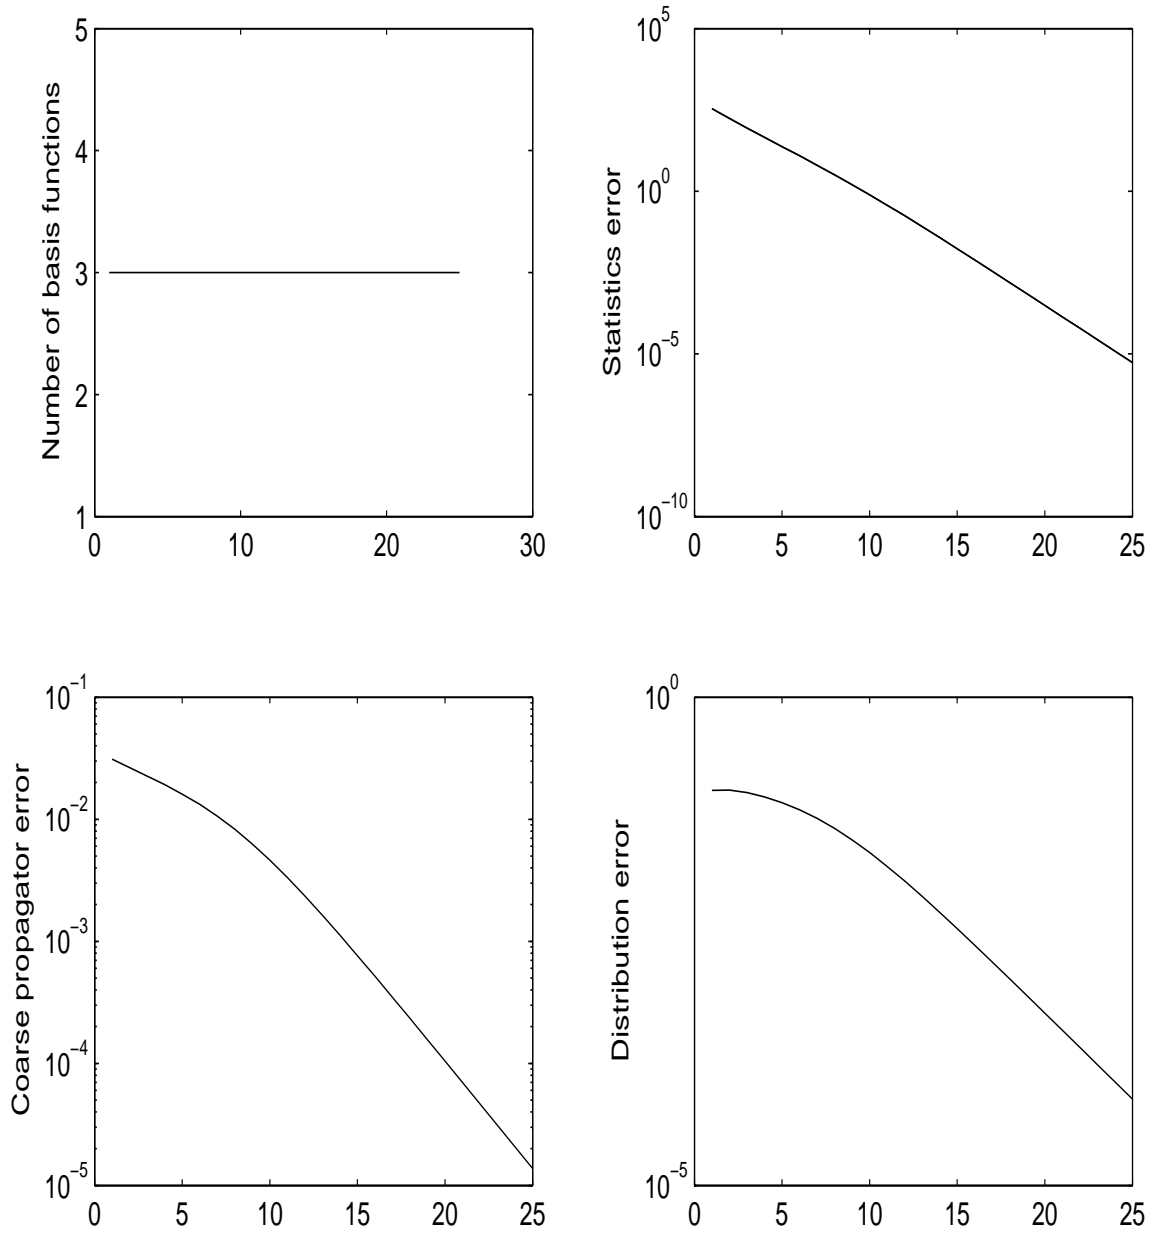 Number of basis functions
5
4
3
2
1
0 10 20 30
Statistics error
10^5
10^0
10^−5
10^−10
0 5 10 15 20 25
Coarse propagator error
10^−1
10^−2
10^−3
10^−4
10^−5
0 5 10 15 20 25
Distribution error
10^0
10^−5
0 5 10 15 20 25